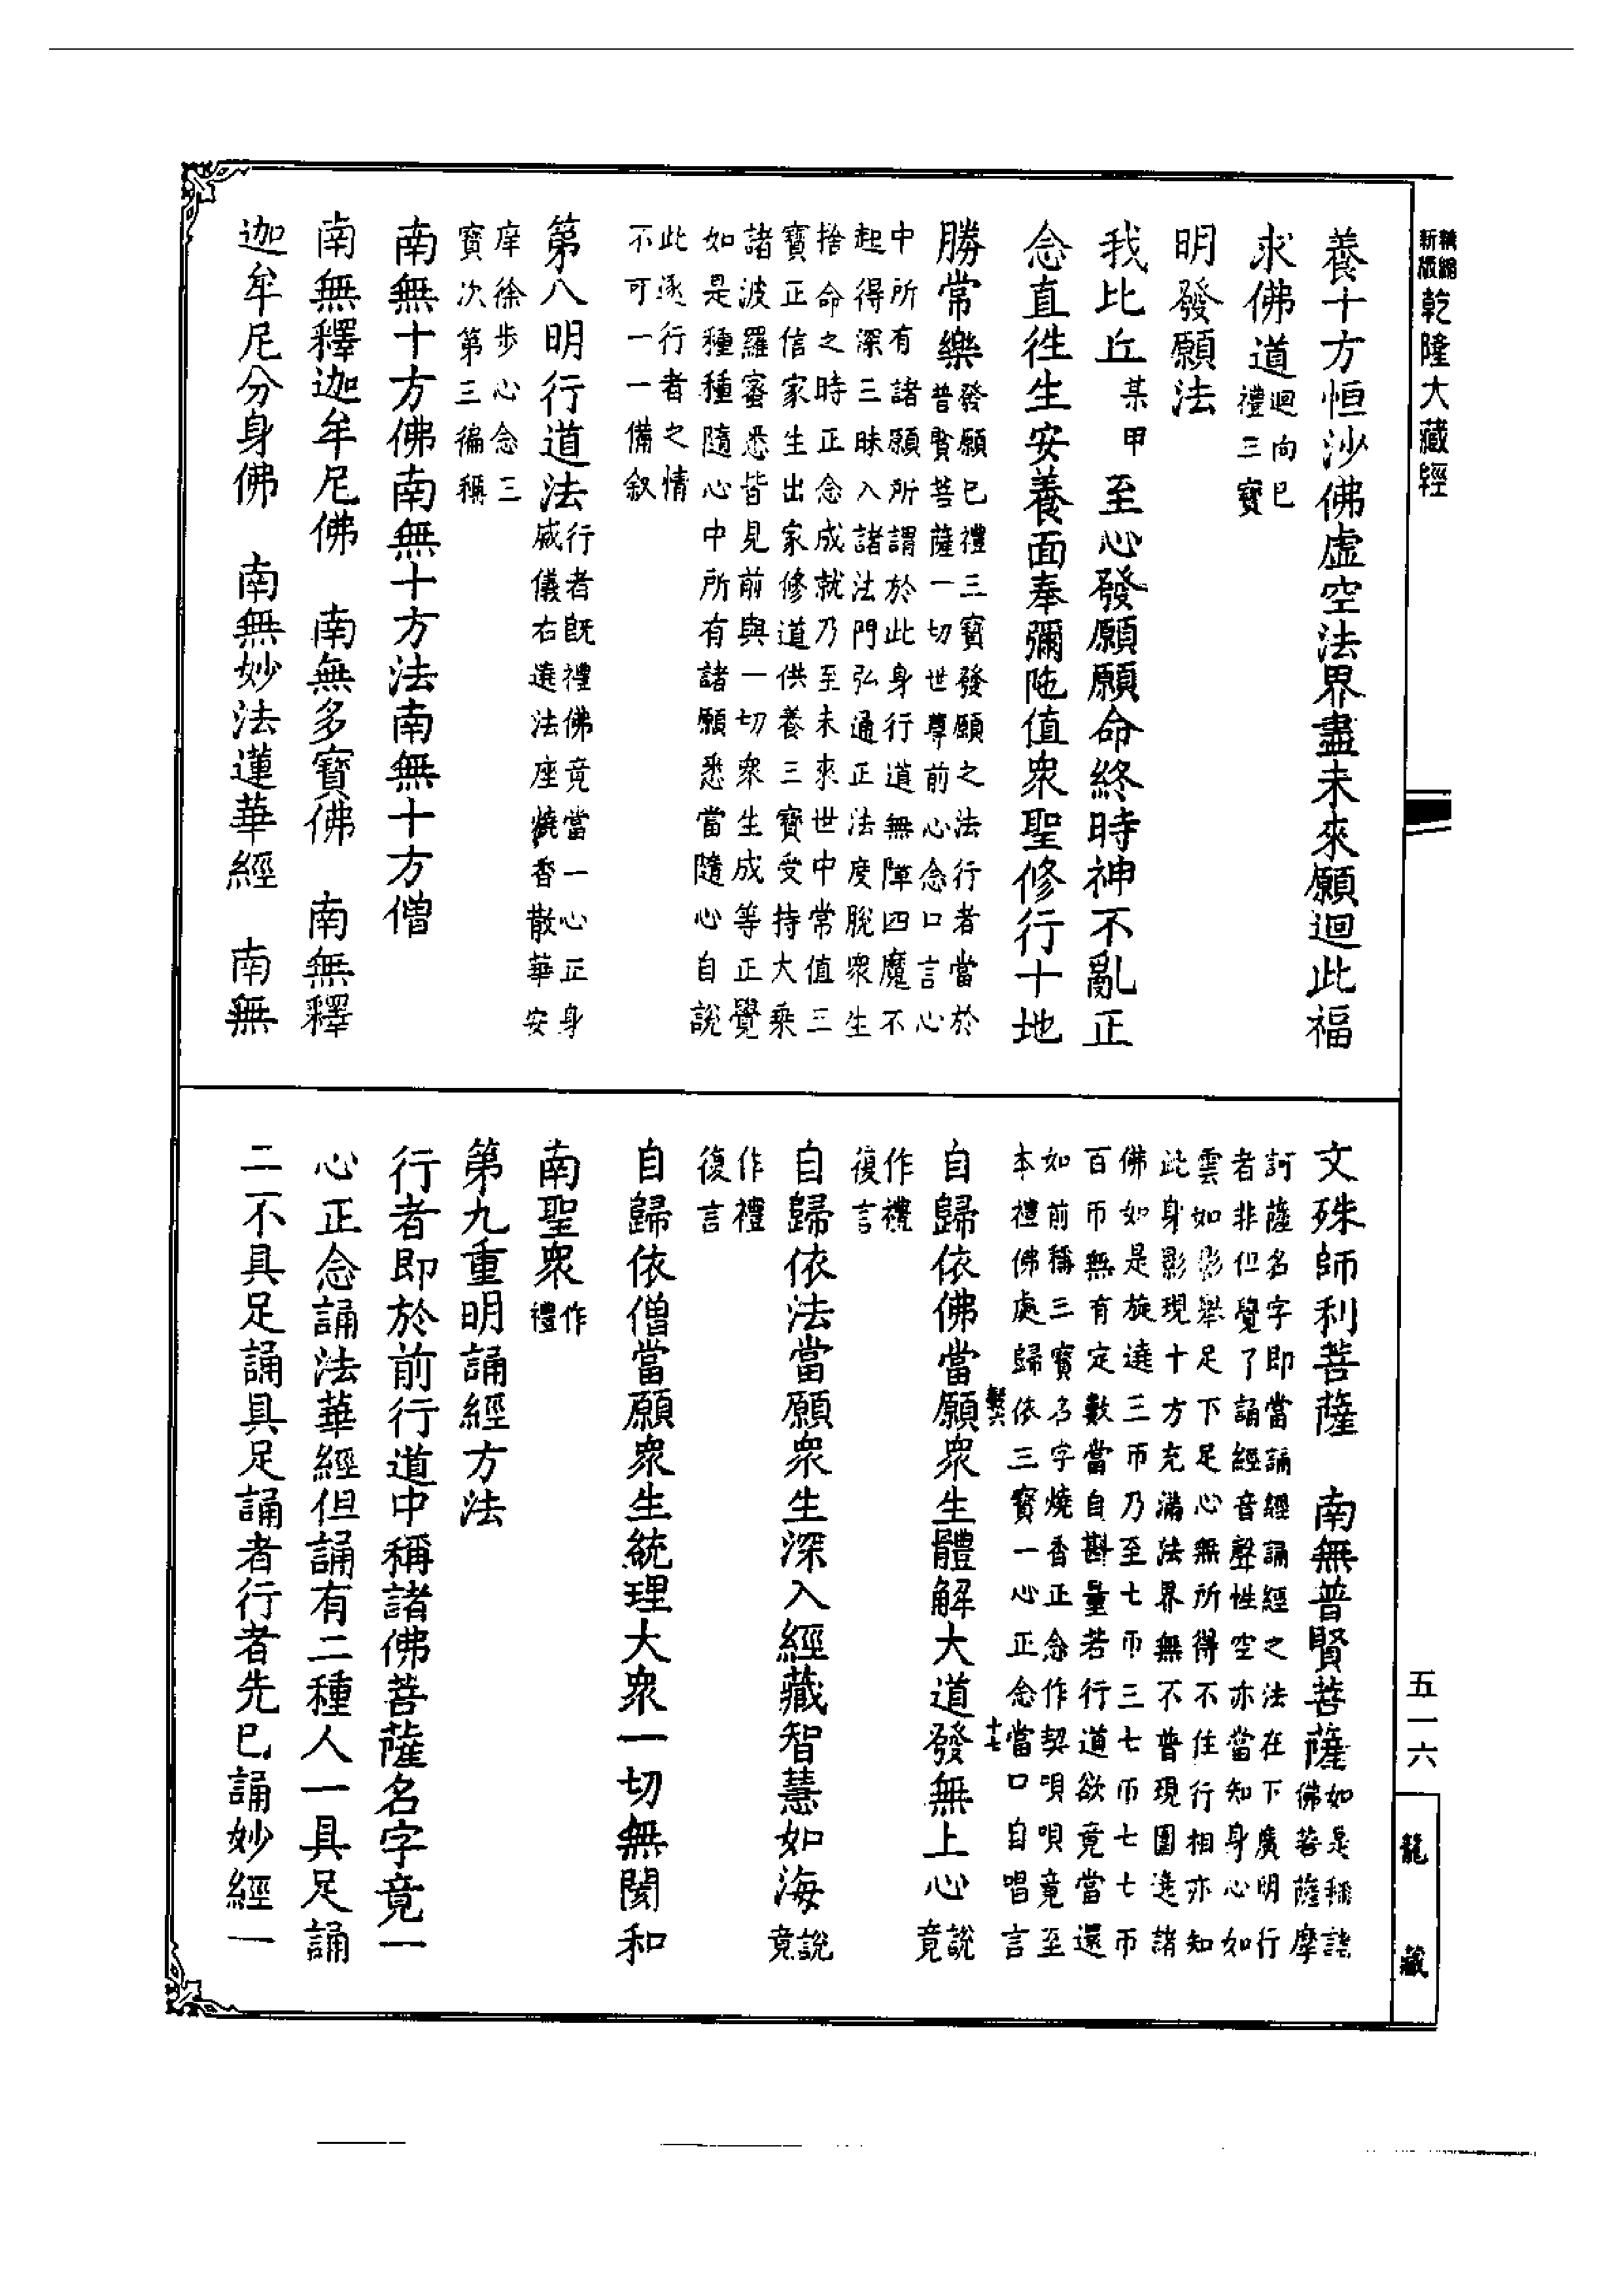 精縮
新版
乾隆大藏經
養十方恒沙佛虛空法界盡未來願迴此福
求佛道迴向已
禮三寶
明發願法
我比丘某甲 至心發願願命終時神不亂正
念直徃生安養面奉彌陁值衆聖修行十地
勝常樂發願已禮三寶發願之法行者當於
普賢菩薩一切世尊前心念口言心
中所有諸願所謂於此身行道無障四魔不
起得深三昧入諸法門弘通正法度脫衆生
捨命之時正念成就乃至未來世中常值三
寶正信家生出家修道供養三寶受持大乘
諸波羅蜜悉皆見前與一切衆生成等正覺
如是種種隨心中所有諸願悉當隨心自說
此逐行者之情
不可一一備叙
第八明行道法行者旣禮佛竟當一心正身
威儀右遶法座燒香散華安
庠徐步心念三
寶次第三徧稱
南無十方佛南無十方法南無十方僧
南無釋迦牟尼佛 南無多寶佛 南無釋
迦牟尼分身佛 南無妙法蓮華經 南無
文殊師利菩薩 南無普賢菩薩如是稱諸
佛菩薩摩
訶薩名字即當誦經誦經之法在下廣明行
者非但覺了誦經音聲性空亦當知身心如
雲如影舉足下足心無所得不住行相亦知
此身影現十方充滿法界無不普現圍遶諸
佛如是旋遶三帀乃至七帀三七帀七七帀
百帀無有定數當自斟量若行道欲竟當還
如前稱三寶名字燒香正念作契唄唄竟至
本禮佛處歸依三寶一心正念當口自唱言
十七
自歸依佛當願衆生體解大道發無上心說
竟
作禮
復言
自歸依法當願衆生深入經藏智慧如海說
竟
作禮
復言
自歸依僧當願衆生統理大衆一切無閡和
南聖衆作
禮
第九重明誦經方法
行者即於前行道中稱諸佛菩薩名字竟一
心正念誦法華經但誦有二種人一具足誦
二不具足誦具足誦者行者先已誦妙經一
五一六
龍藏